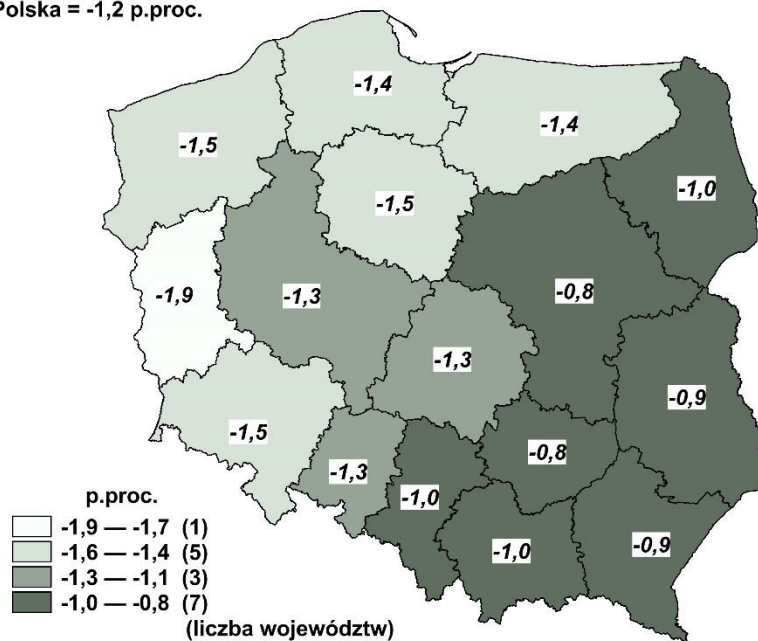 Polska = -1,2 p.proc.
-1,4
-1,4
-1,5
-1,0
-1,5
-1,9
-1,3
-0,8
-1,3
-0,9
-1,5
-0,8
-1,3
-1,0
-1,0
-0,9
p.proc.
-1,9 — -1,7 (1)
-1,6 — -1,4 (5)
-1,3 — -1,1 (3)
-1,0 — -0,8 (7)
(liczba województw)